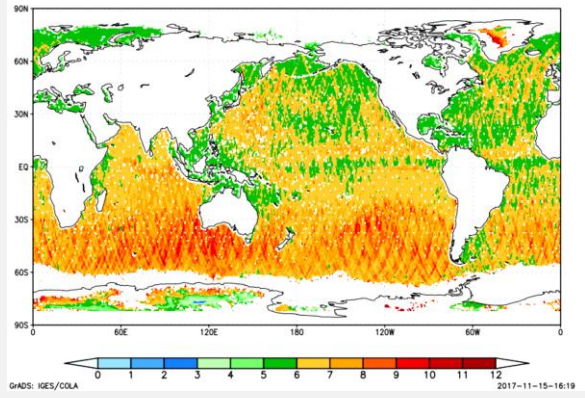 90N
60N
30N
EQ
30S
60S
90S
0 60E 120E 180 120W 60W 0
0 1 2 3 4 5 6 7 8 9 10 11 12
GrADS: IGES/COLA 2017-11-15-16:19